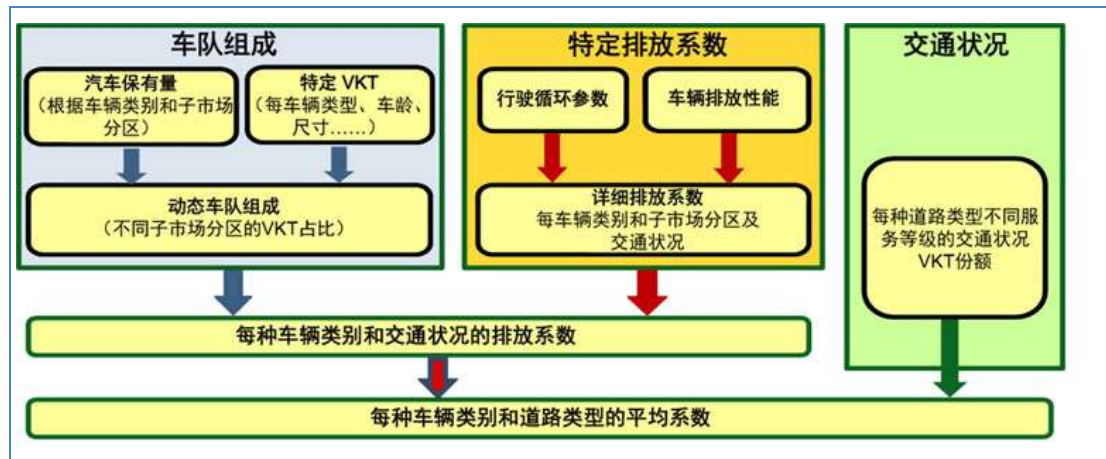 车队组成
汽车保有量
（根据车辆类别和子市场
分区）
特定 VKT
（每车辆类型、车龄、
尺寸……）
动态车队组成
（不同子市场分区的VKT占比）
特定排放系数
行驶循环参数
车辆排放性能
详细排放系数
每车辆类别和子市场分区及
交通状况
交通状况
每种道路类型不同服
务等级的交通状况
VKT份额
每种车辆类别和交通状况的排放系数
每种车辆类别和道路类型的平均系数